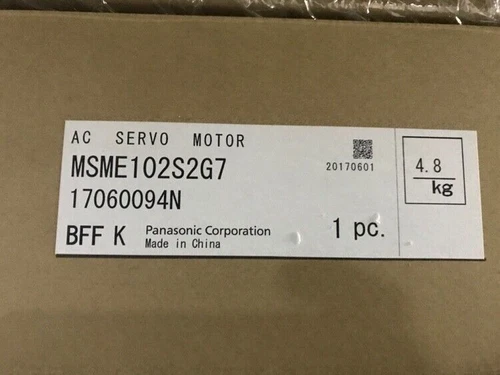 AC SERVO MOTOR
MSME102S2G7
20170601
17060094N
4.8
kg
BFF K
Panasonic Corporation
Made in China
1 pc.